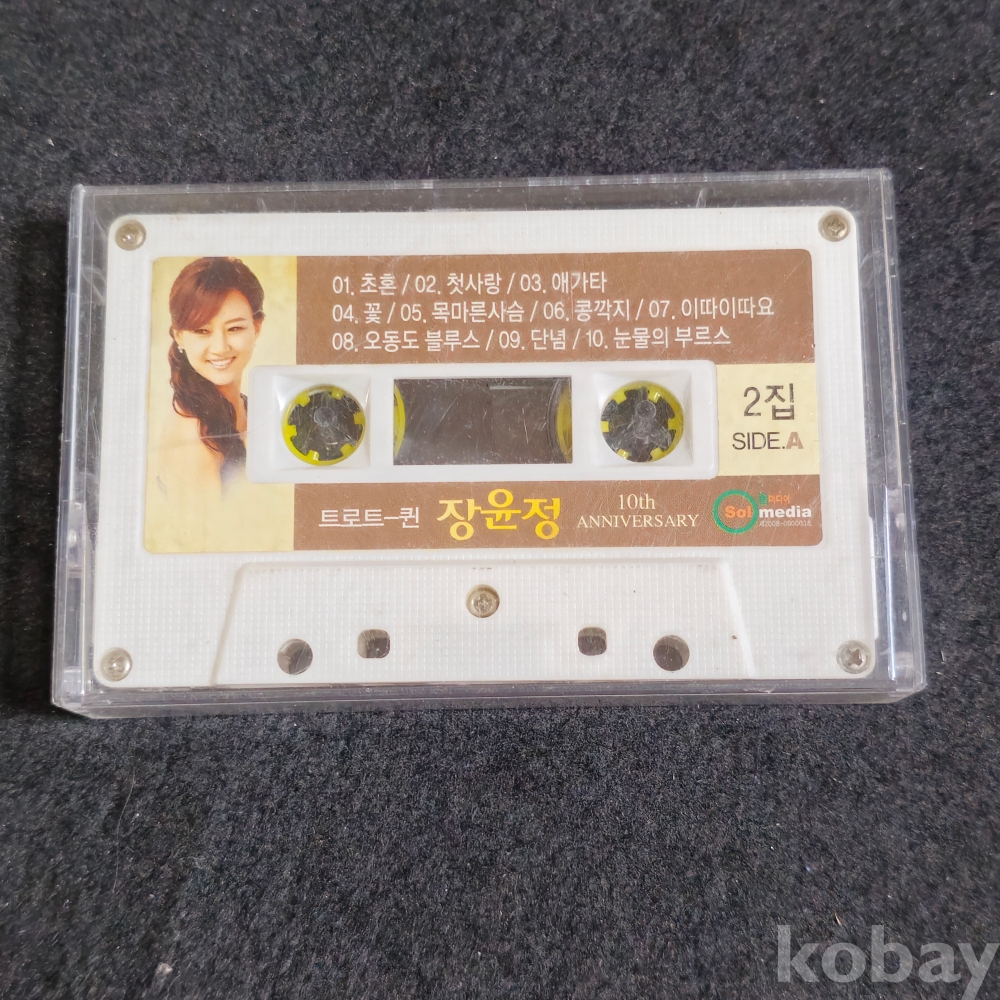 01. 초혼 / 02. 첫사랑 / 03. 애가타
04. 꽃 / 05. 목마른사슴 / 06. 콩깍지 / 07. 이따이따요
08. 오동도 블루스 / 09. 단념 / 10. 눈물의 부르스
2집
SIDE.A
트로트-퀸 장윤정 10th
ANNIVERSARY
Sol media
kobay